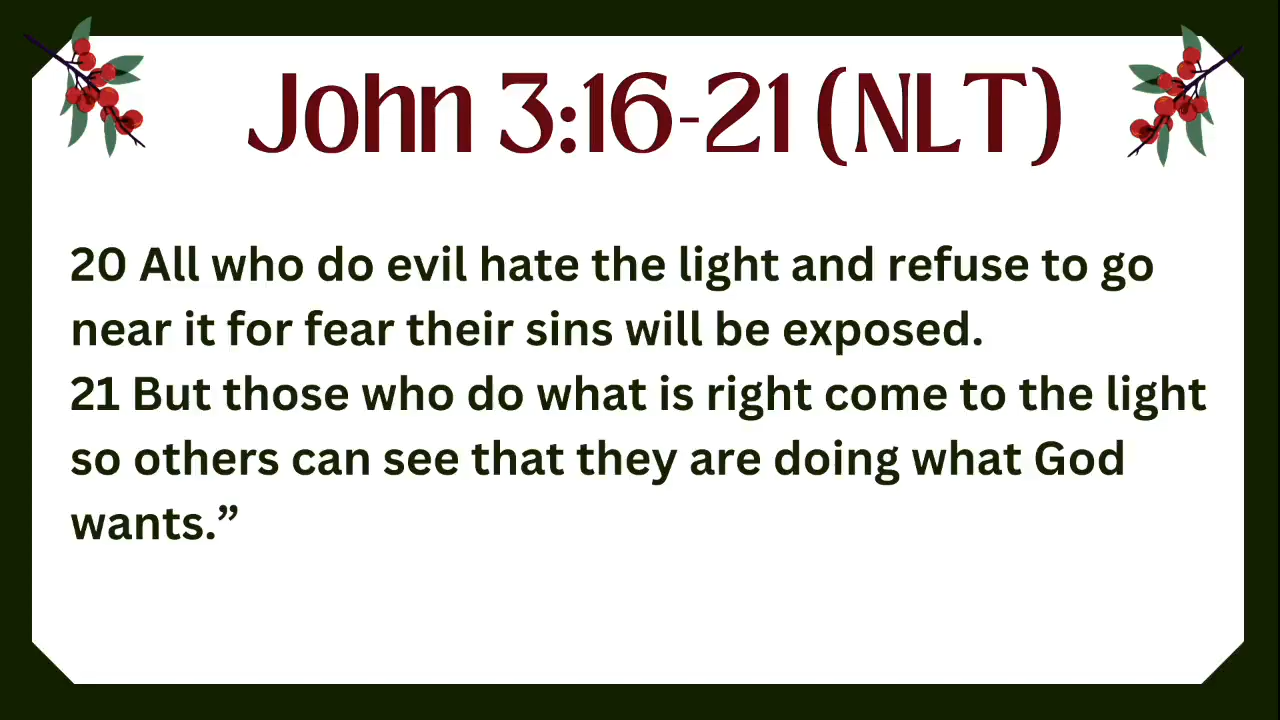 John 3:16-21 (NLT)
20 All who do evil hate the light and refuse to go
near it for fear their sins will be exposed.
21 But those who do what is right come to the light
so others can see that they are doing what God
wants.”